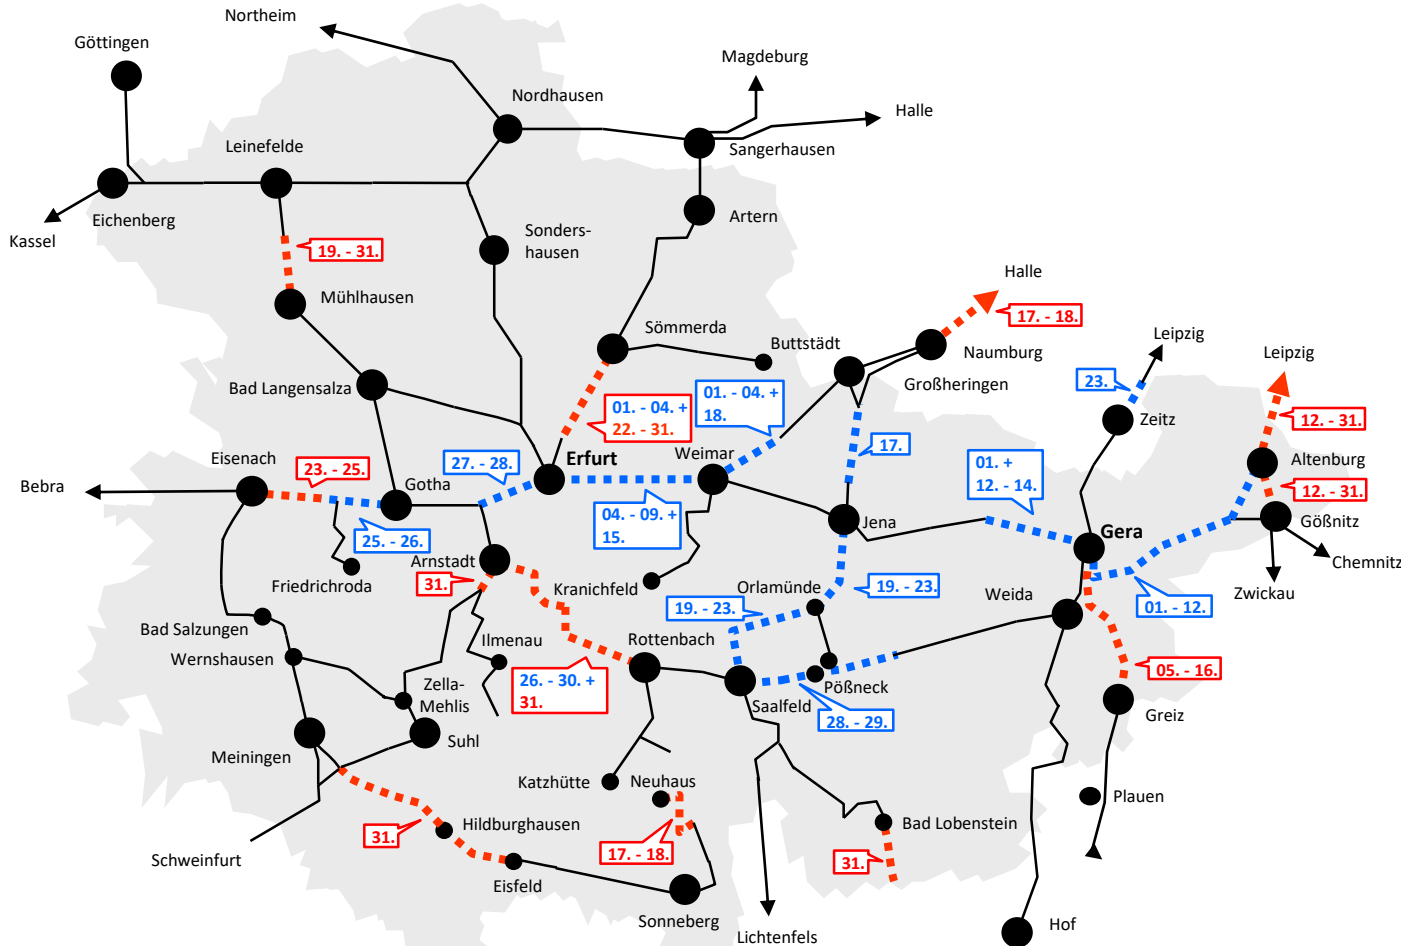 Northeim
Göttingen
Magdeburg
Nordhausen
Halle
Leinefelde
Sangerhausen
Eichenberg
Artern
Kassel
Sonders-
hausen
19. - 31.
Mühlhausen
Halle
17. - 18.
Sömmerda
Buttstädt
Naumburg
Großheringen
Leipzig
Leipzig
Bad Langensalza
23.
01. - 04. +
22. - 31.
01. - 04. +
18.
Zeitz
12. - 31.
17.
Eisenach
23. - 25.
27. - 28.
Erfurt
Weimar
01. +
12. - 14.
Altenburg
Bebra
Gotha
12. - 31.
04. - 09. +
15.
Jena
Gößnitz
25. - 26.
Gera
Arnstadt
Chemnitz
Friedrichroda
31.
Kranichfeld
Orlamünde
19. - 23.
Weida
Zwickau
01. - 12.
19. - 23.
Bad Salzungen
Ilmenau
Rottenbach
Wernshausen
05. - 16.
26. - 30. +
31.
Zella-
Mehlis
Pößneck
Saalfeld
28. - 29.
Greiz
Suhl
Meiningen
Katzhütte
Neuhaus
Plauen
Hildburghausen
31.
Bad Lobenstein
17. - 18.
31.
Schweinfurt
Eisfeld
Sonneberg
Hof
Lichtenfels